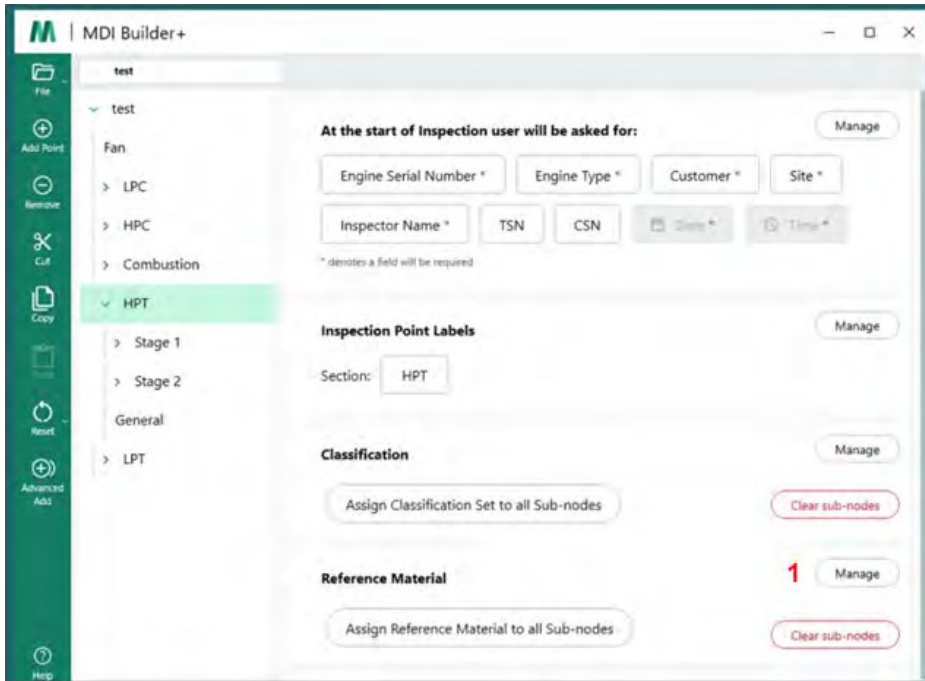 M | MDI Builder+
File
Add Point
Remove
Cut
Copy
Reset
Advanced Add
Help
test
test
Fan
LPC
HPC
Combustion
HPT
Stage 1
Stage 2
General
LPT
At the start of Inspection user will be asked for:
Manage
Engine Serial Number * Engine Type * Customer * Site *
Inspector Name * TSN CSN Date * Time *
* denotes a field will be required
Inspection Point Labels
Manage
Section: HPT
Classification
Manage
Assign Classification Set to all Sub-nodes
Clear sub-nodes
Reference Material
1 Manage
Assign Reference Material to all Sub-nodes
Clear sub-nodes